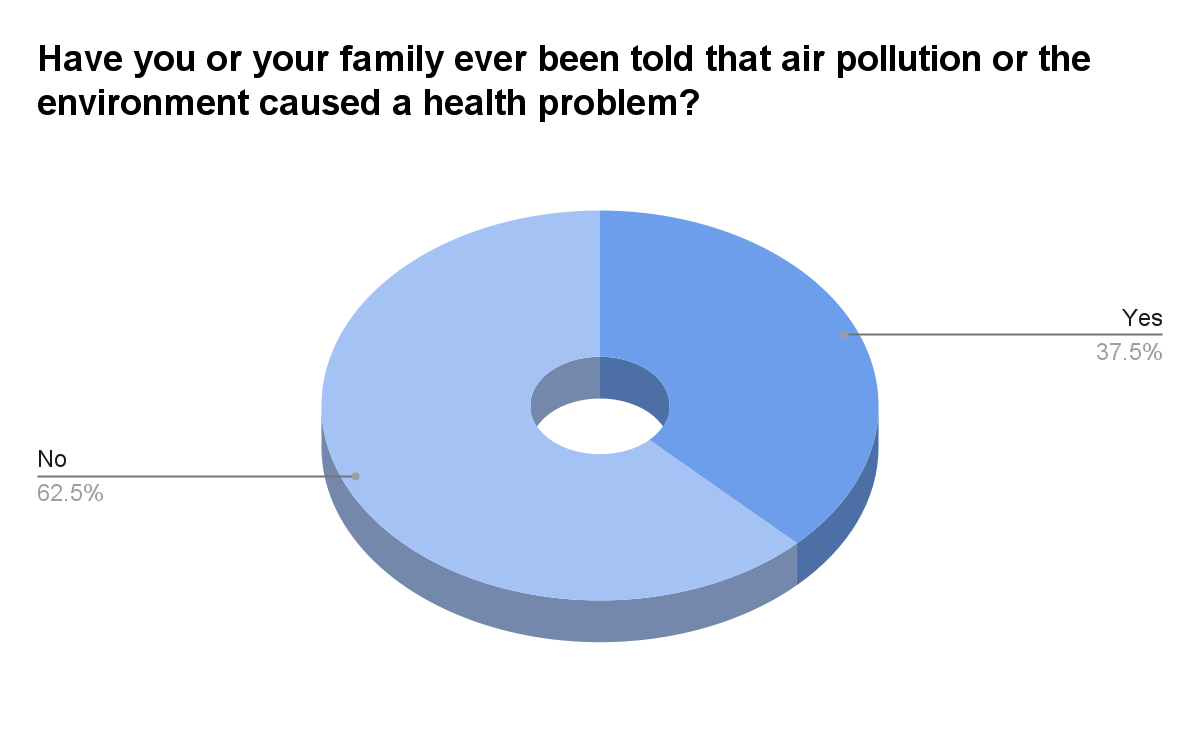 Have you or your family ever been told that air pollution or the
environment caused a health problem?
Yes
37.5%
No
62.5%